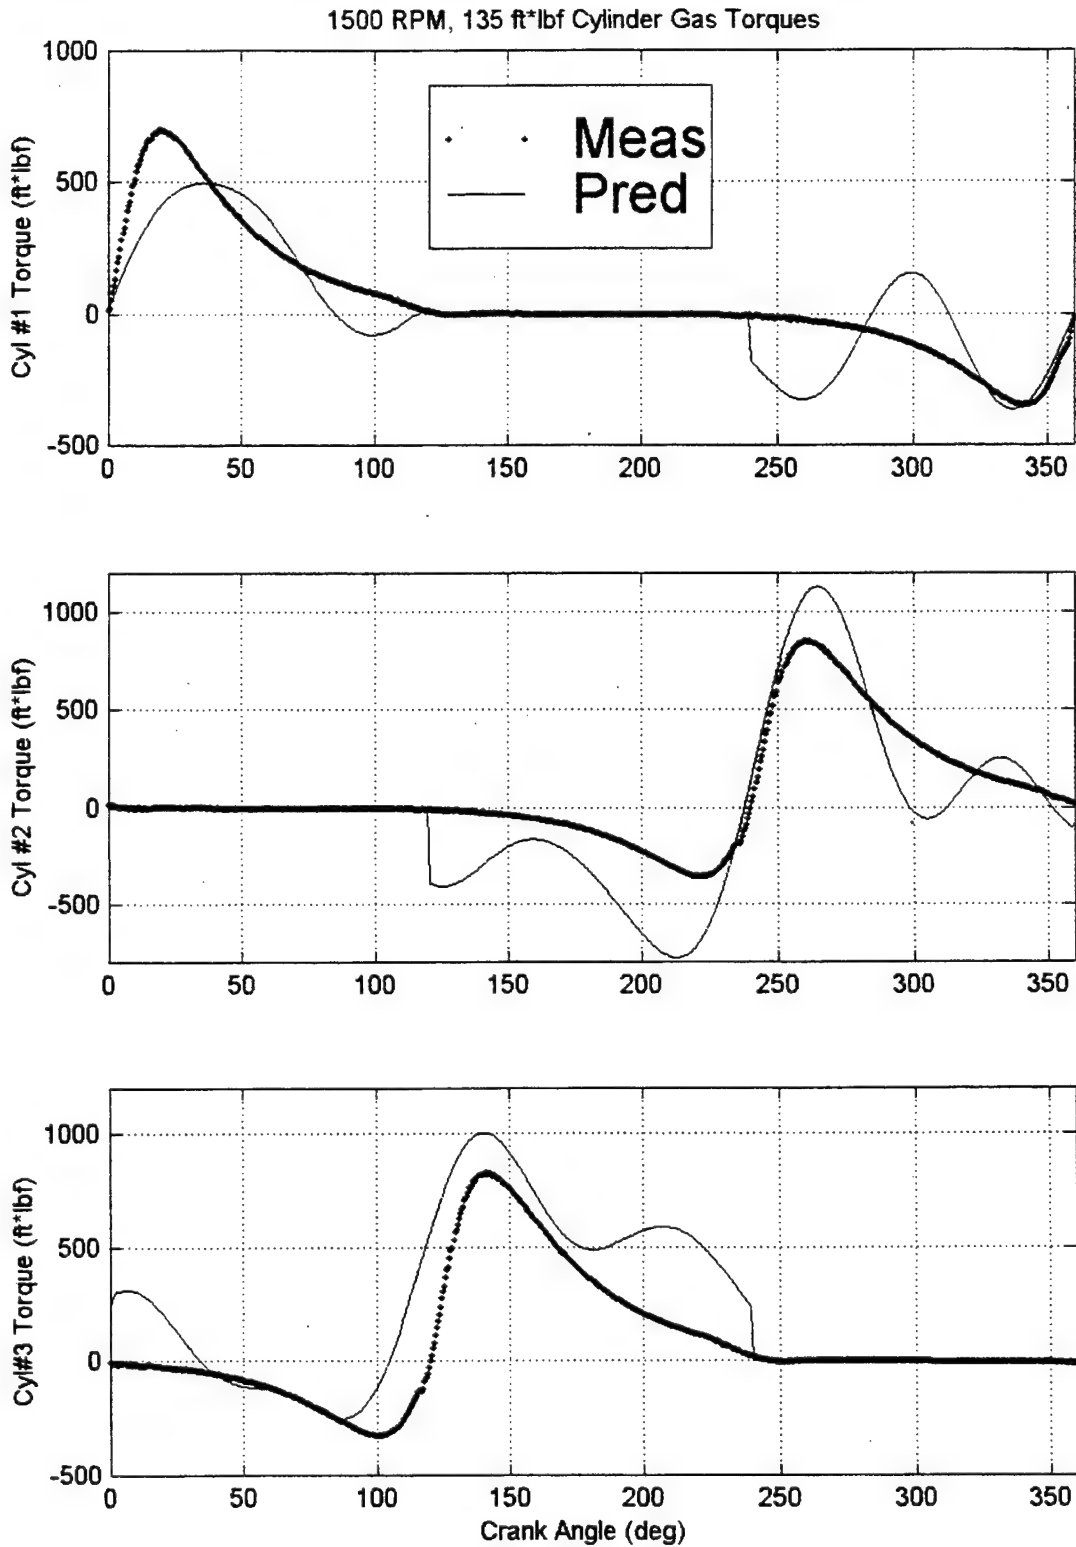 1500 RPM, 135 ft*lbf Cylinder Gas Torques
Cyl #1 Torque (ft*lbf)
1000
500
0
-500
Meas
Pred
0 50 100 150 200 250 300 350
Cyl #2 Torque (ft*lbf)
1000
500
0
-500
0 50 100 150 200 250 300 350
Cyl#3 Torque (ft*lbf)
1000
500
0
-500
0 50 100 150 200 250 300 350
Crank Angle (deg)